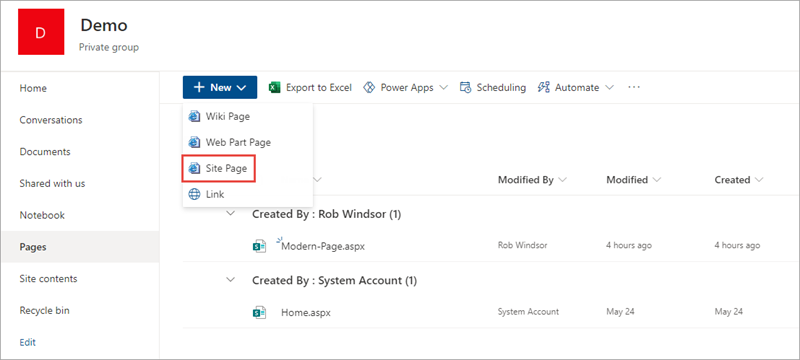 D
Demo
Private group
Home
Conversations
Documents
Shared with us
Notebook
Pages
Site contents
Recycle bin
Edit
+ New
Export to Excel
Power Apps
Scheduling
Automate
...
Wiki Page
Web Part Page
Site Page
Link
Modified By
Modified
Created
Created By : Rob Windsor (1)
Modern-Page.aspx Rob Windsor 4 hours ago 4 hours ago
Created By : System Account (1)
Home.aspx System Account May 24 May 24